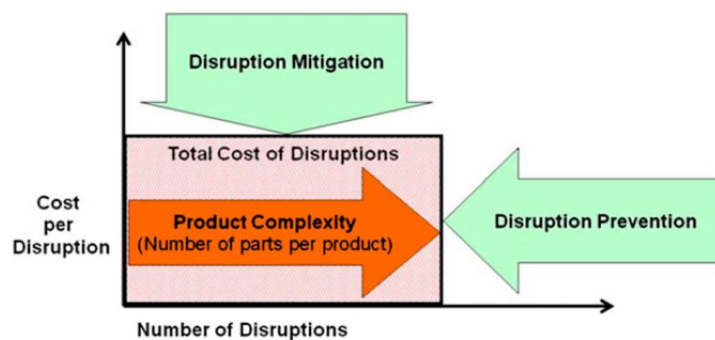 Disruption Mitigation
Total Cost of Disruptions
Cost
per
Disruption
Product Complexity
(Number of parts per product)
Disruption Prevention
Number of Disruptions